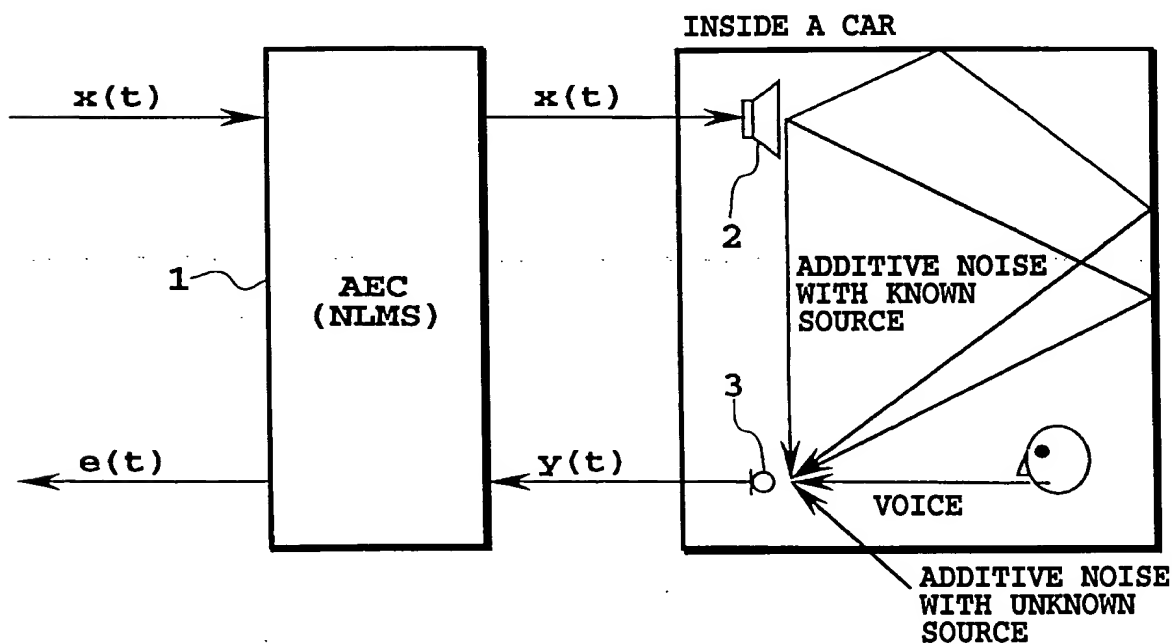 INSIDE A CAR
x(t)
x(t)
2
1
AEC
(NLMS)
ADDITIVE NOISE
WITH KNOWN
SOURCE
3
e(t)
y(t)
VOICE
ADDITIVE NOISE
WITH UNKNOWN
SOURCE